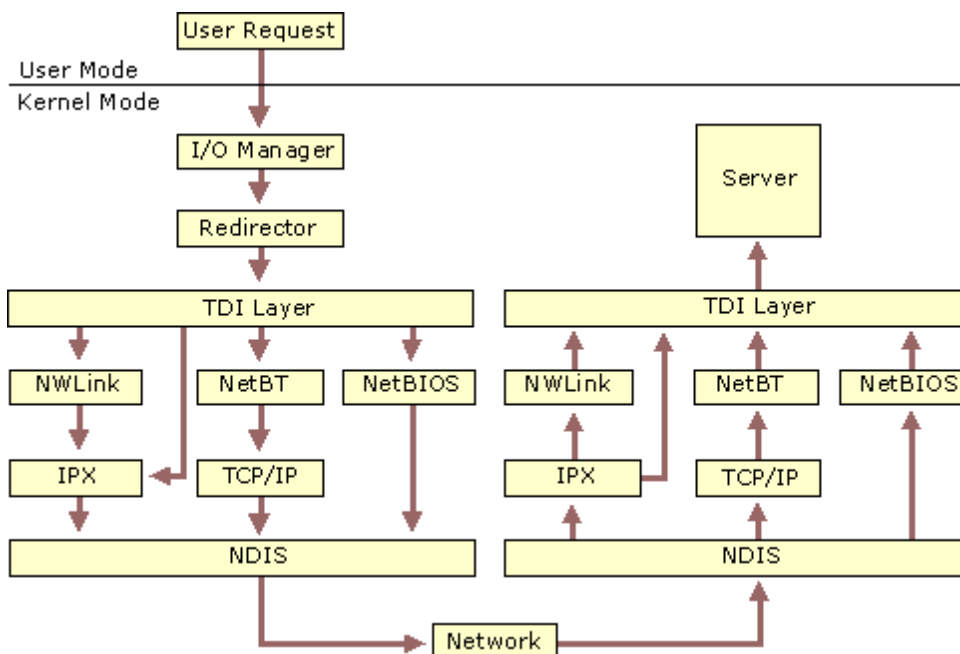 User Request
User Mode
Kernel Mode
I/O Manager
Server
Redirector
TDI Layer
TDI Layer
NWLink
NetBT
NetBIOS
NWLink
NetBT
NetBIOS
IPX
TCP/IP
IPX
TCP/IP
NDIS
NDIS
Network